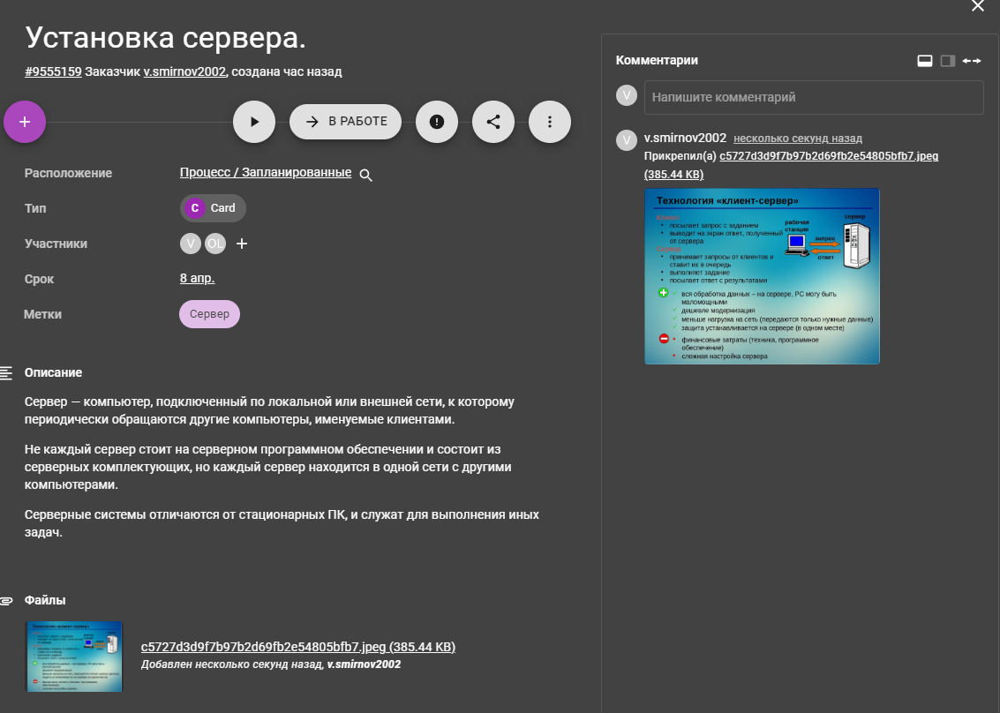 Установка сервера.
#9555159 Заказчик v.smirnov2002, создана час назад
В РАБОТЕ
Расположение
Процесс / Запланированные
Тип
C Card
Участники
V OL
Срок
8 апр.
Метки
Сервер
Описание
Сервер — компьютер, подключенный по локальной или внешней сети, к которому
периодически обращаются другие компьютеры, именуемые клиентами.
Не каждый сервер стоит на серверном программном обеспечении и состоит из
серверных комплектующих, но каждый сервер находится в одной сети с другими
компьютерами.
Серверные системы отличаются от стационарных ПК, и служат для выполнения иных
задач.
Файлы
c5727d3d9f7b97b2d69fb2e54805bfb7.jpeg (385.44 KB)
Добавлен несколько секунд назад, v.smirnov2002
Комментарии
V
Напишите комментарий
V
v.smirnov2002 несколько секунд назад
Прикрепил(а) c5727d3d9f7b97b2d69fb2e54805bfb7.jpeg
(385.44 KB)
Технология «клиент-сервер»
Клиент
посылает запрос с заданием
выводит на экран ответ, полученный
от сервера
рабочая
станция
сервер
запрос
ответ
принимает запросы от клиентов и
ставит их в очередь
выполняет задание
посылает ответ с результатами
вся обработка данных – на сервере, РС могу быть
маломощными
дешевле модернизация
меньше нагрузка на сеть (передаются только нужные данные)
защита устанавливается на сервере (в одном месте)
финансовые затраты (техника, программное
обеспечение)
сложная настройка сервера